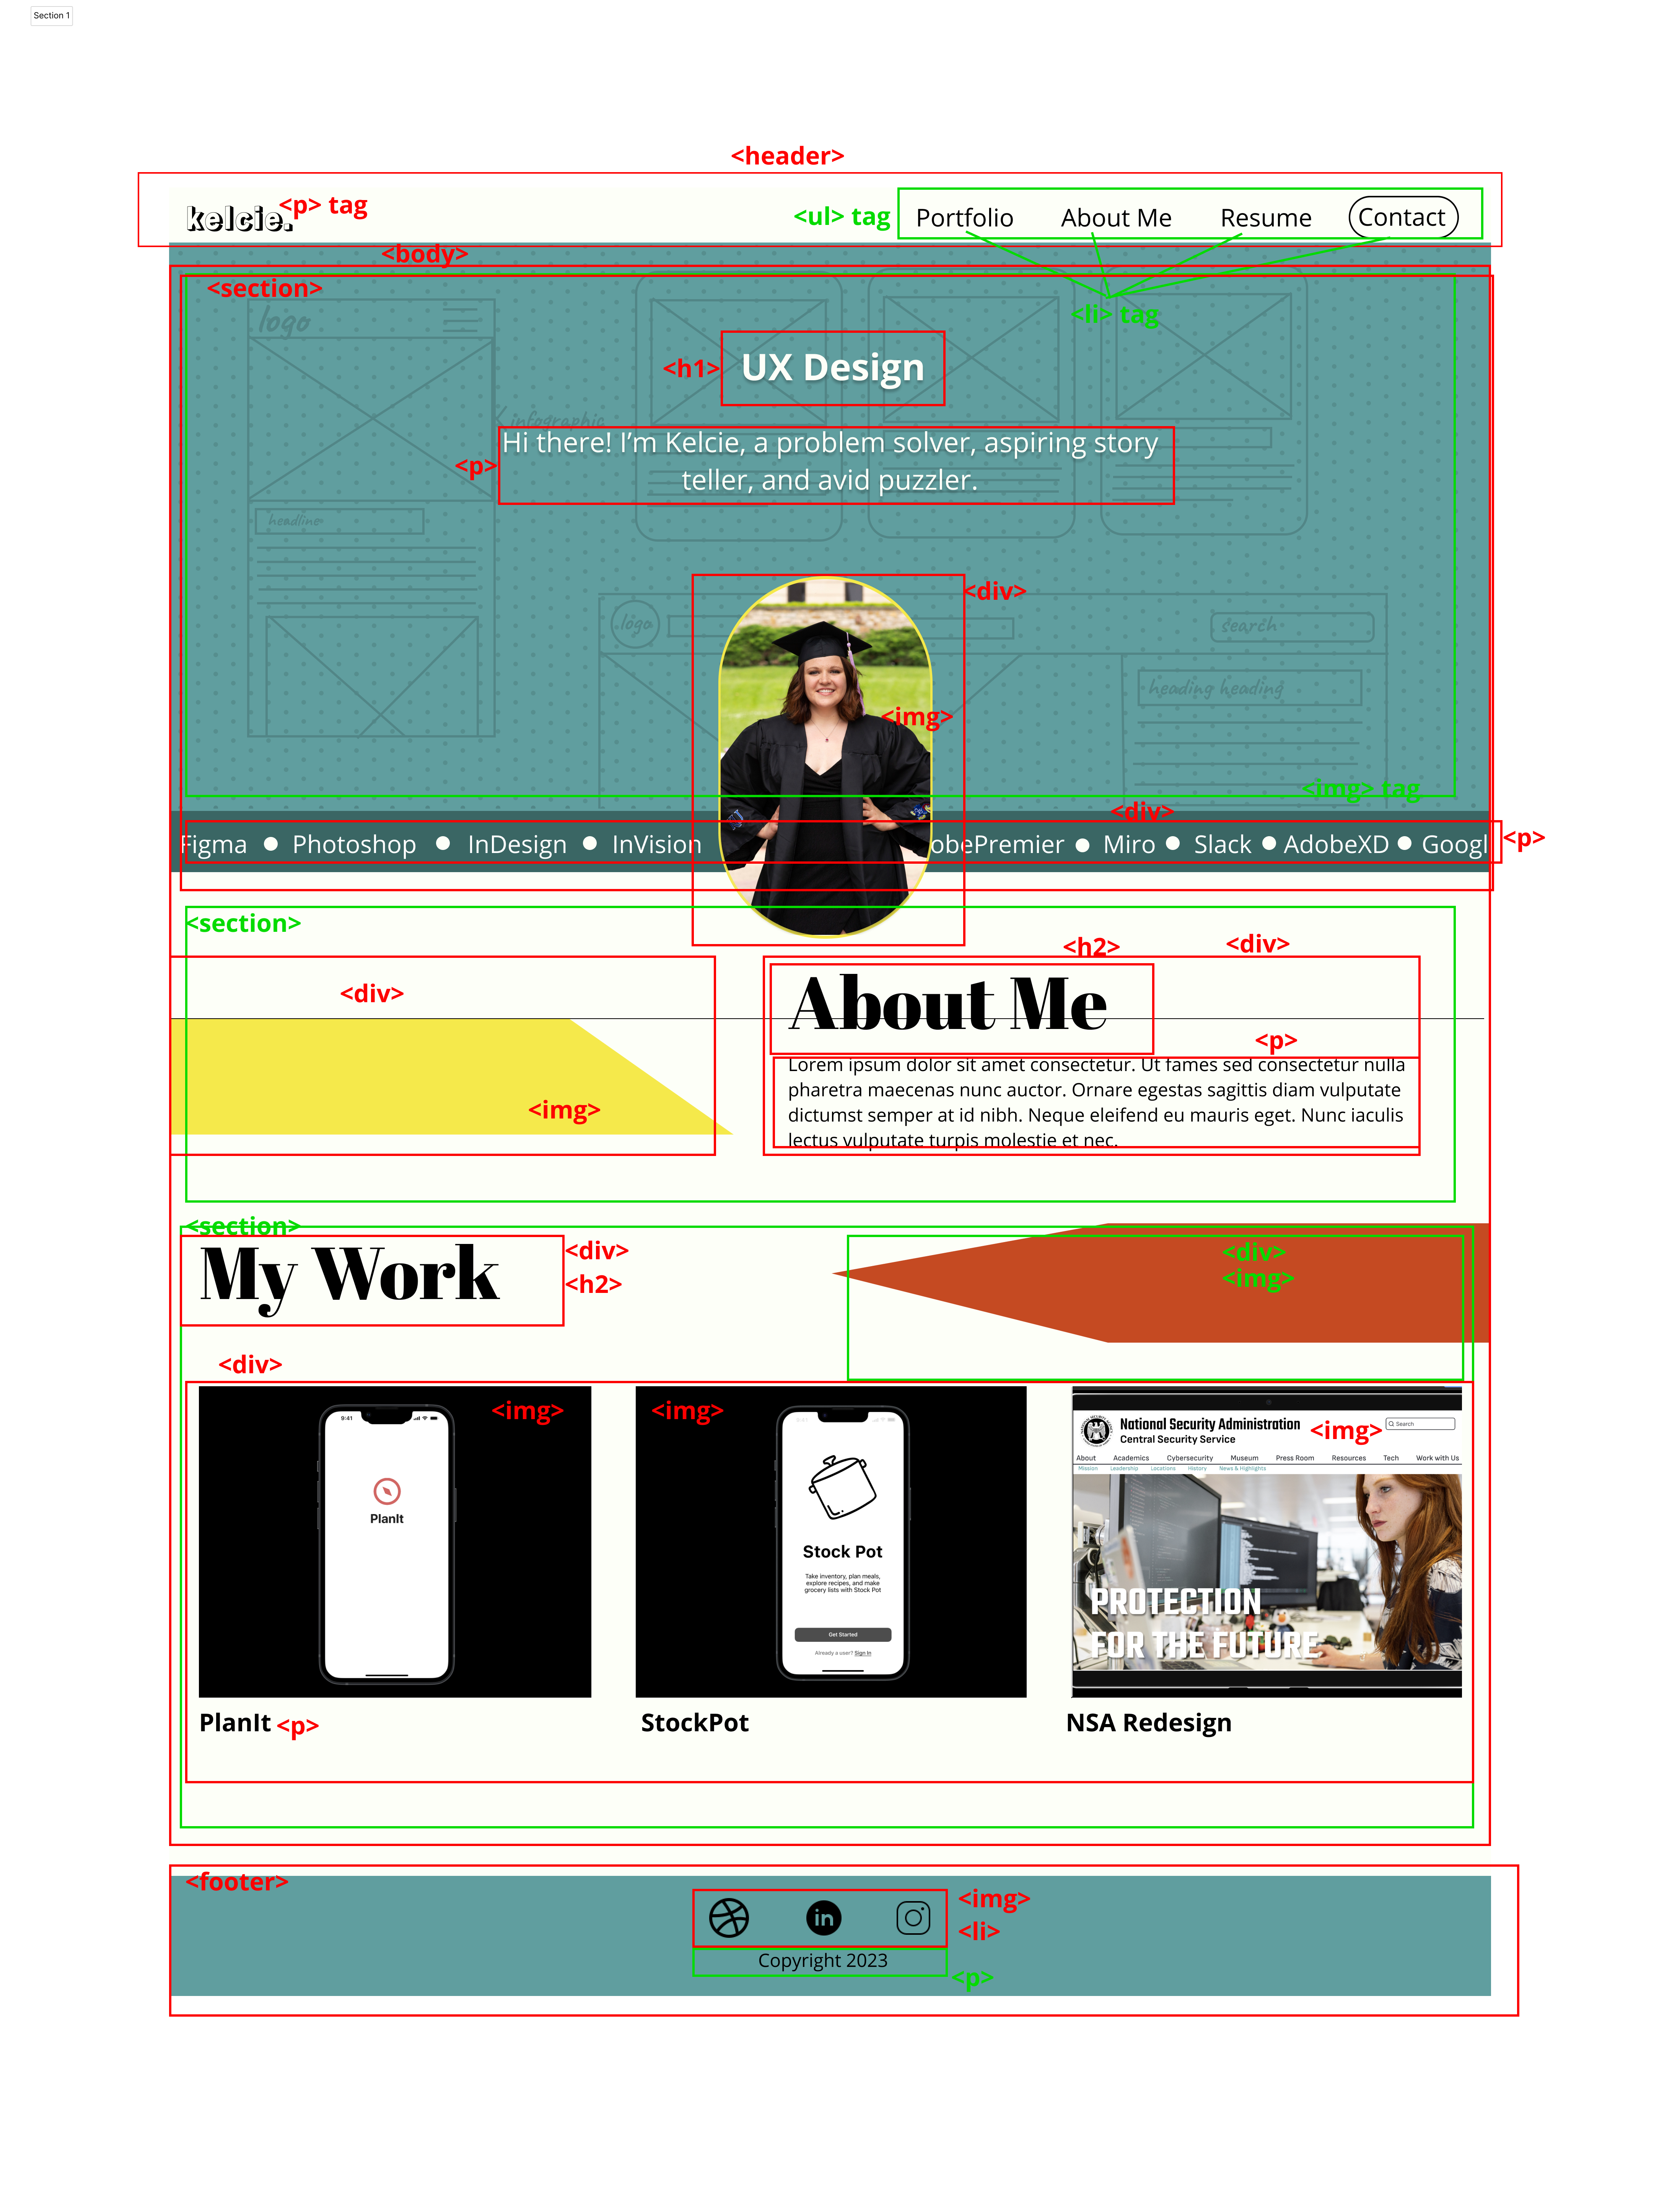 Section 1
<header>
kelcie.
<p> tag
<ul> tag
Portfolio
About Me
Resume
Contact
<body>
<section>
<li> tag
logo
<h1>
UX Design
infographic
<p>
Hi there! I’m Kelcie, a problem solver, aspiring story
teller, and avid puzzler.
headline
<div>
logo
search
heading heading
<img>
<img> tag
<div>
Figma
Photoshop
InDesign
InVision
obePremier
Miro
Slack
AdobeXD
Googl
<p>
<section>
<h2>
<div>
<div>
About Me
<p>
Lorem ipsum dolor sit amet consectetur. Ut fames sed consectetur nulla
pharetra maecenas nunc auctor. Ornare egestas sagittis diam vulputate
dictumst semper at id nibh. Neque eleifend eu mauris eget. Nunc iaculis
lectus vulputate turpis molestie et nec.
<img>
<section>
My Work
<div>
<h2>
<div>
<img>
<div>
<img>
9:41
PlanIt
<img>
Stock Pot
Take inventory, plan meals,
explore recipes, and make
grocery lists with Stock Pot
Get Started
Already a user? Sign In
National Security Administration
Central Security Service
<img>
Search
About Academics Cybersecurity Museum Press Room Resources Tech Work with Us
Mission Leadership Locations History News & Highlights
PROTECTION
FOR THE FUTURE
PlanIt
<p>
StockPot
NSA Redesign
<footer>
in
<img>
<li>
Copyright 2023
<p>